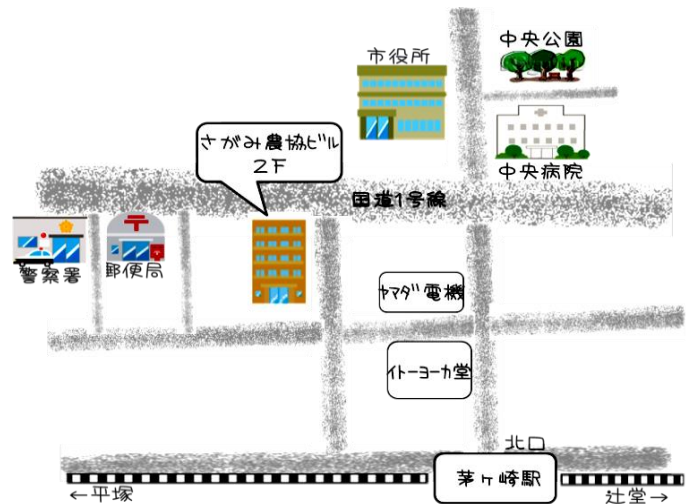 中央公園
市役所
さがみ農協ビル
2F
中央病院
国道1号線
警察署
郵便局
ヤマダ電機
イトーヨーカ堂
北口
茅ヶ崎駅
←平塚
辻堂→